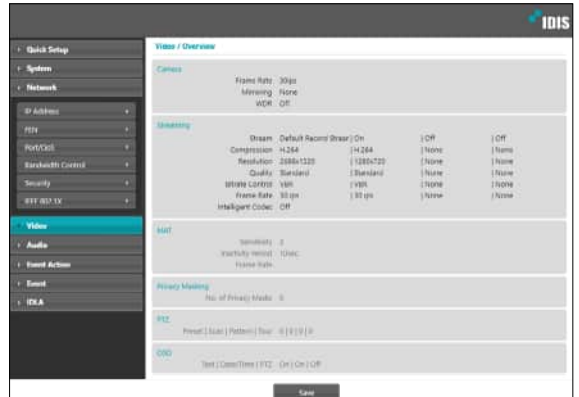 IDIS
Quick Setup
System
Network
IP Address
FEN
Port/QoS
Bandwidth Control
Security
IEEE 802.1X
Video
Audio
Event Action
Event
IDLA
Video / Overview
Camera
Frame Rate 30ips
Mirroring None
WDR Off
Streaming
Stream Default Record Stream | On | Off | Off
Compression H.264 | H.264 | None | None
Resolution | 1280x720 | None | None
Quality Standard | Standard | None | None
Bitrate Control VBR | VBR | None | None
Frame Rate 30 ips | 30 ips | None | None
Intelligent Codec Off
MAT
Sensitivity
Inactivity Period
Frame Rate
Privacy Masking
No. of Privacy Masks 0
PTZ
Preset | Scan | Pattern | Tour 0 | 0 | 0 | 0
OSD
Text | Date/Time | PTZ On | On | Off
Save